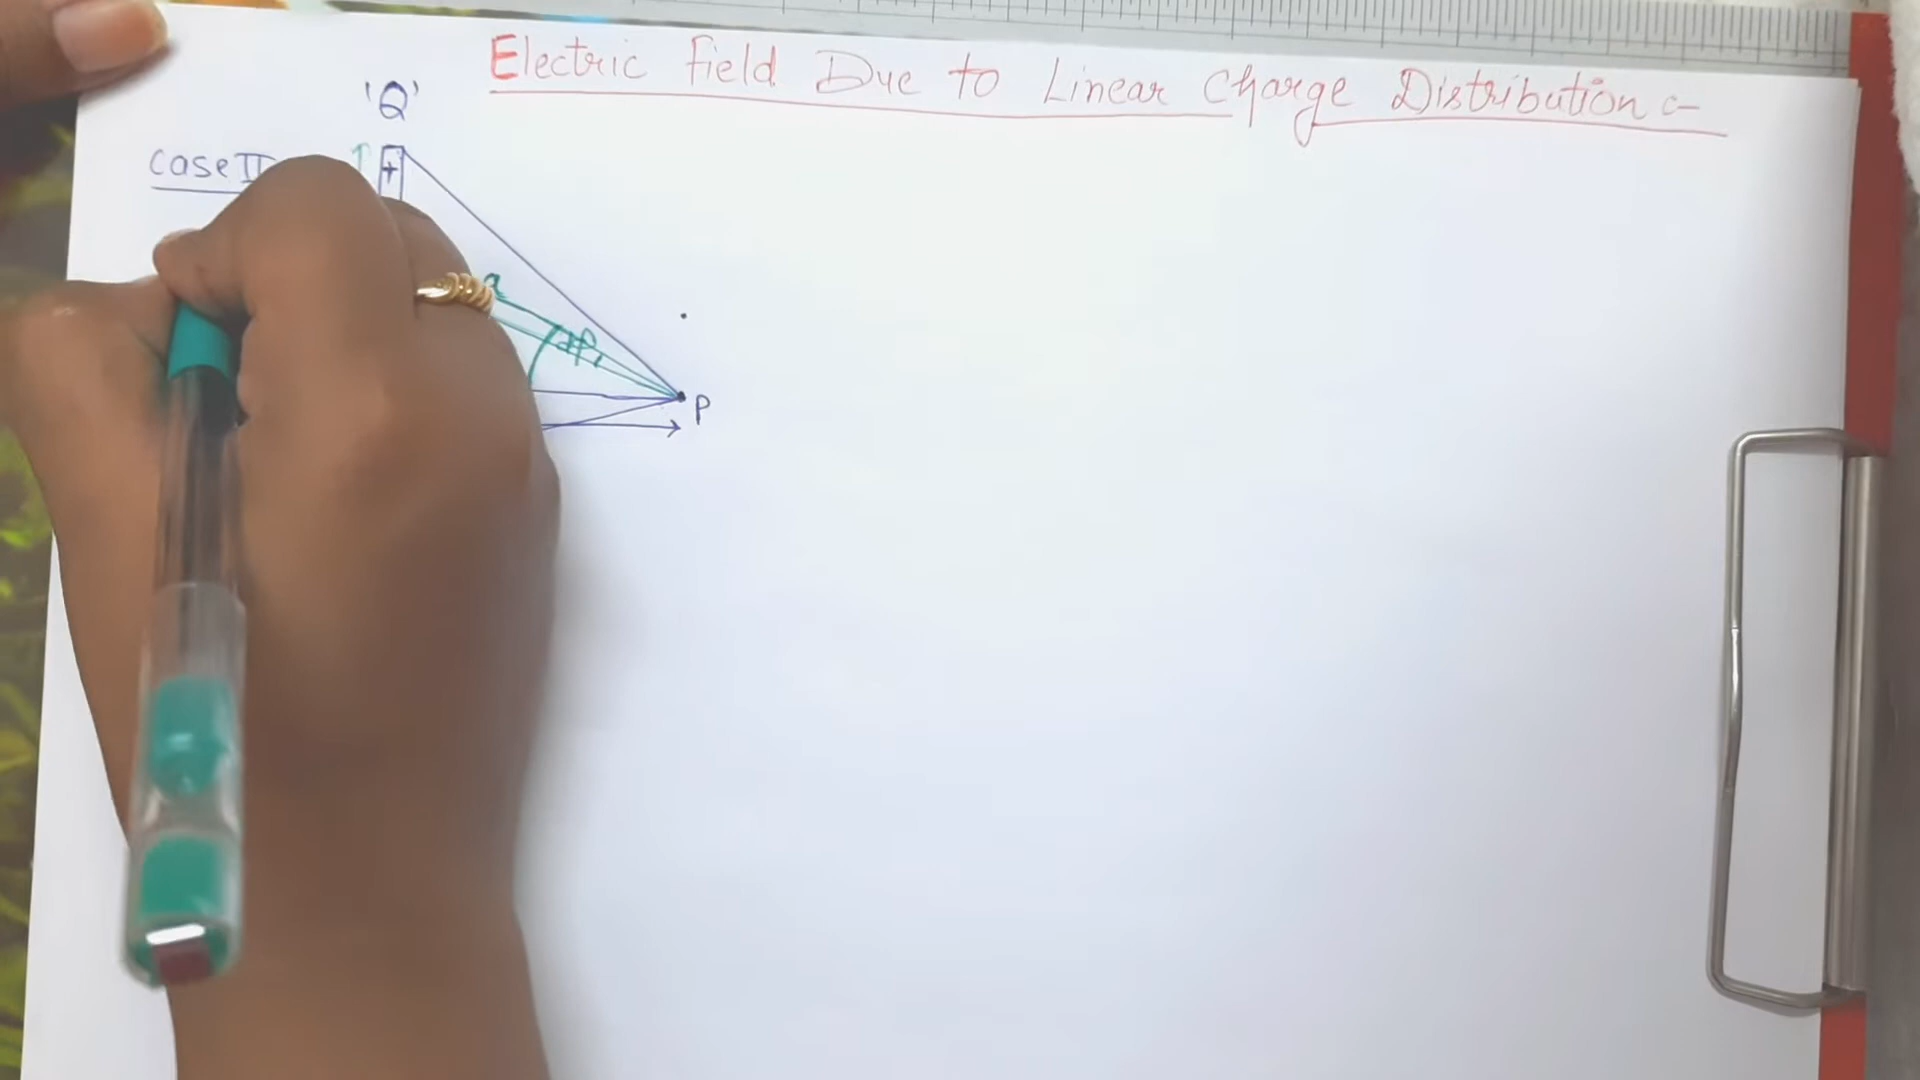 Electric field Due to Linear Charge Distribution :-
'Q'
Case II
+
P